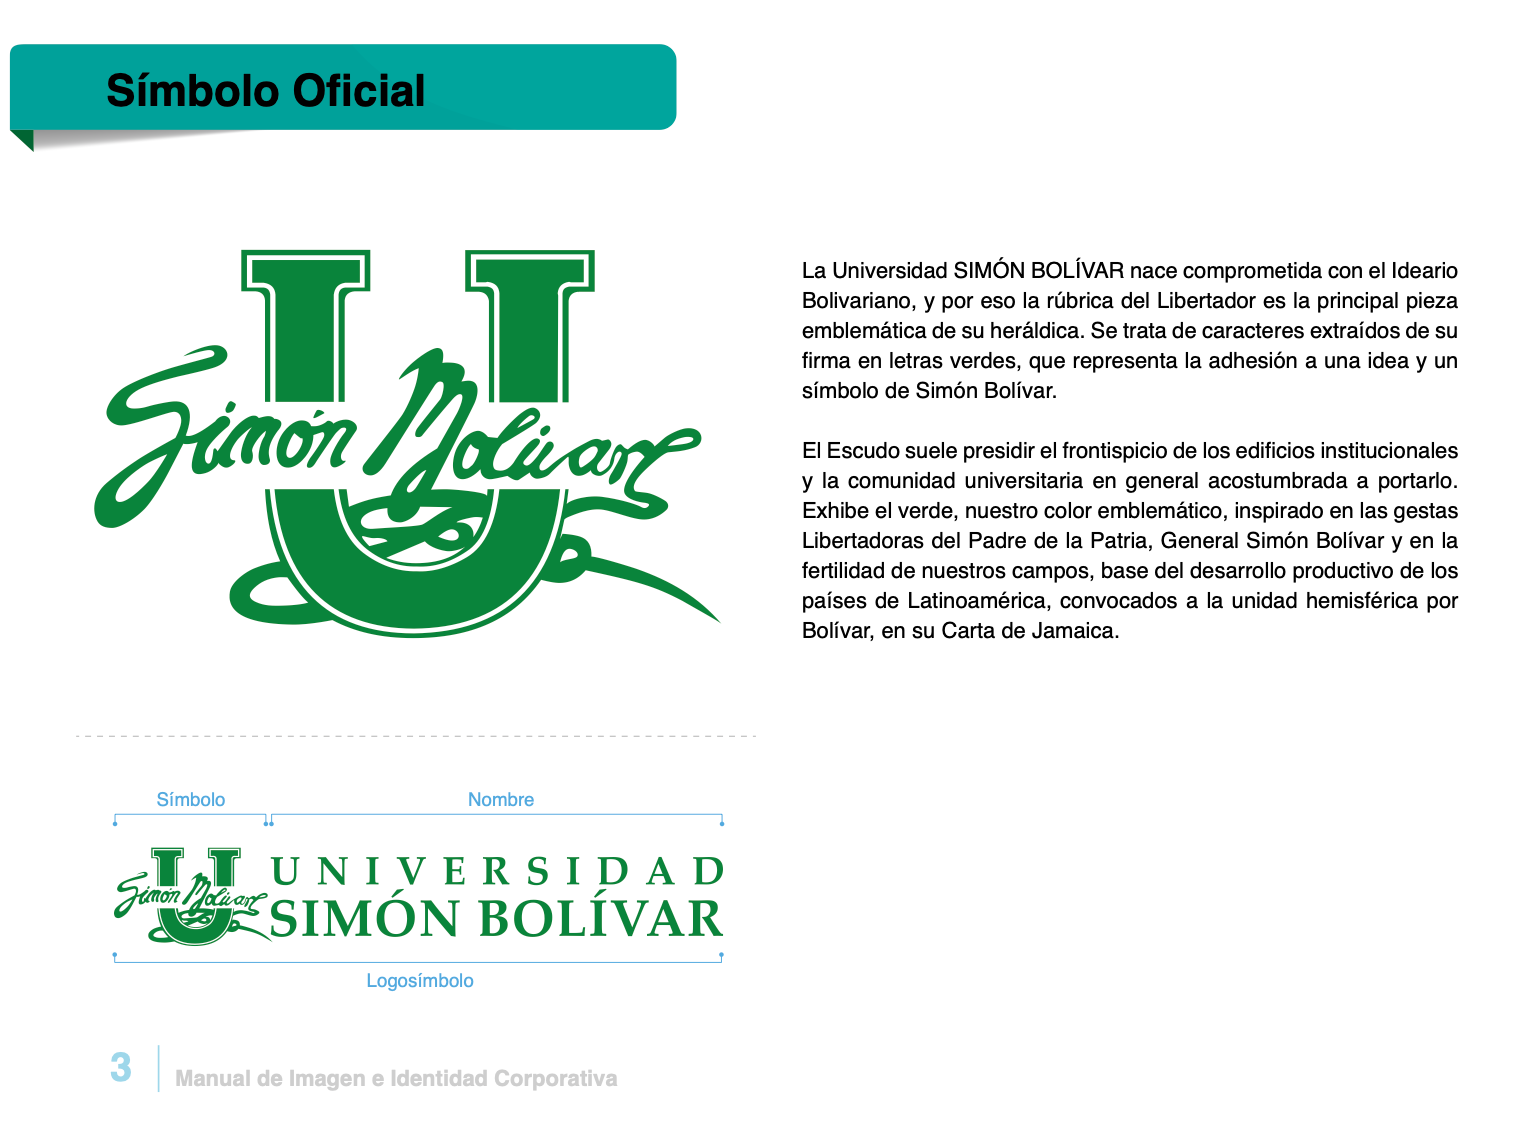 Símbolo Oficial
Simón Bolívar
La Universidad SIMÓN BOLÍVAR nace comprometida con el Ideario
Bolivariano, y por eso la rúbrica del Libertador es la principal pieza
emblemática de su heráldica. Se trata de caracteres extraídos de su
firma en letras verdes, que representa la adhesión a una idea y un
símbolo de Simón Bolívar.
El Escudo suele presidir el frontispicio de los edificios institucionales
y la comunidad universitaria en general acostumbrada a portarlo.
Exhibe el verde, nuestro color emblemático, inspirado en las gestas
Libertadoras del Padre de la Patria, General Simón Bolívar y en la
fertilidad de nuestros campos, base del desarrollo productivo de los
países de Latinoamérica, convocados a la unidad hemisférica por
Bolívar, en su Carta de Jamaica.
Símbolo Nombre
Simón Bolívar
UNIVERSIDAD
SIMÓN BOLÍVAR
Logosímbolo
3 Manual de Imagen e Identidad Corporativa